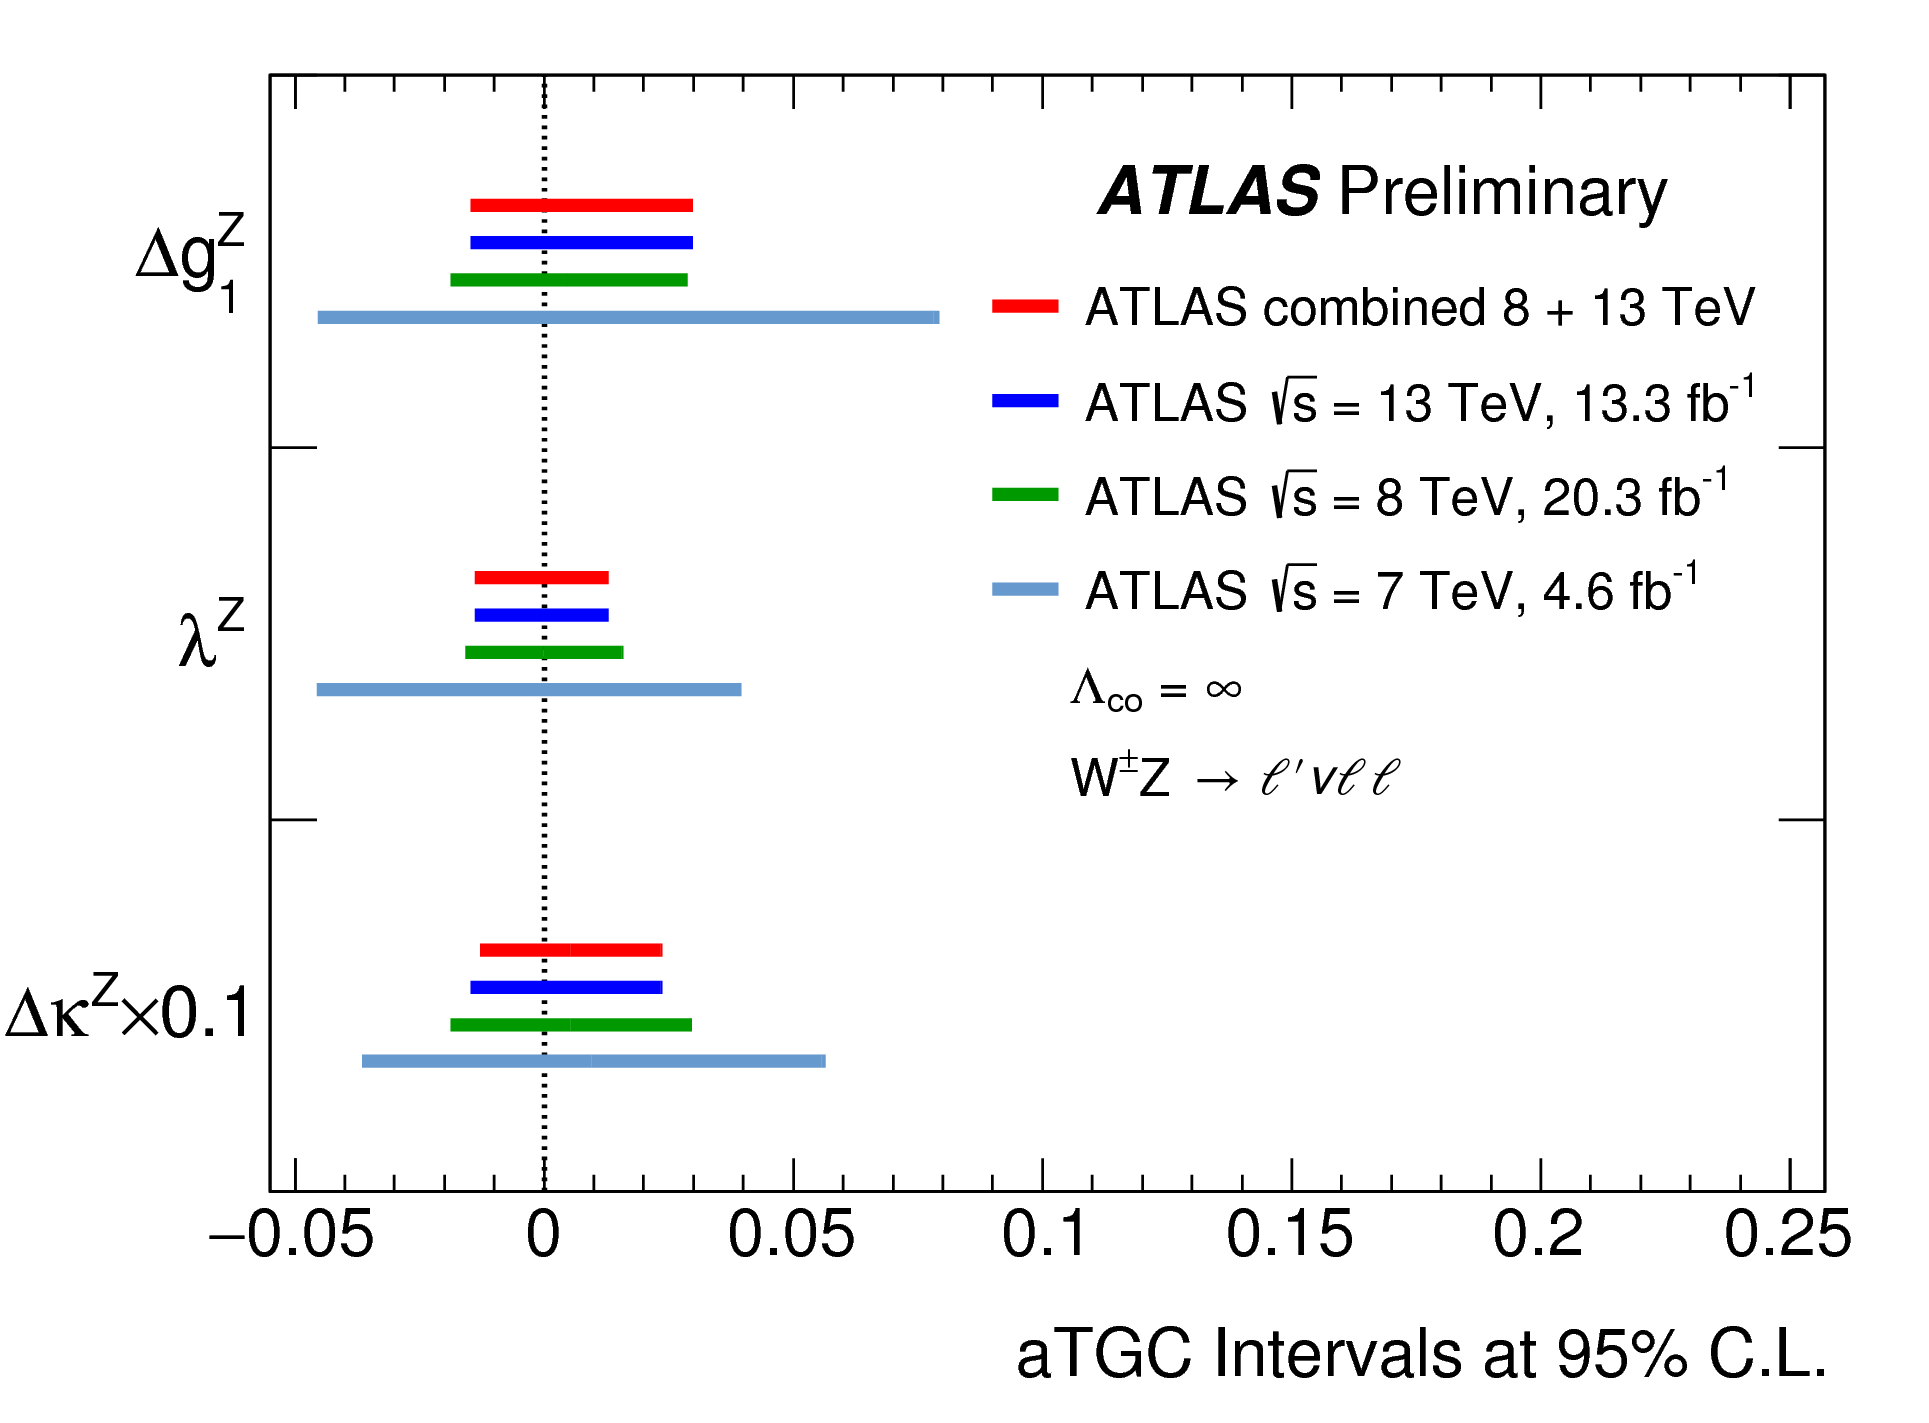 ATLAS Preliminary
Δg₁ᶻ
ATLAS combined 8 + 13 TeV
ATLAS √s = 13 TeV, 13.3 fb⁻¹
ATLAS √s = 8 TeV, 20.3 fb⁻¹
ATLAS √s = 7 TeV, 4.6 fb⁻¹
λᶻ
Λco = ∞
W±Z → ℓ′νℓℓ
Δκᶻ×0.1
−0.05 0 0.05 0.1 0.15 0.2 0.25
aTGC Intervals at 95% C.L.